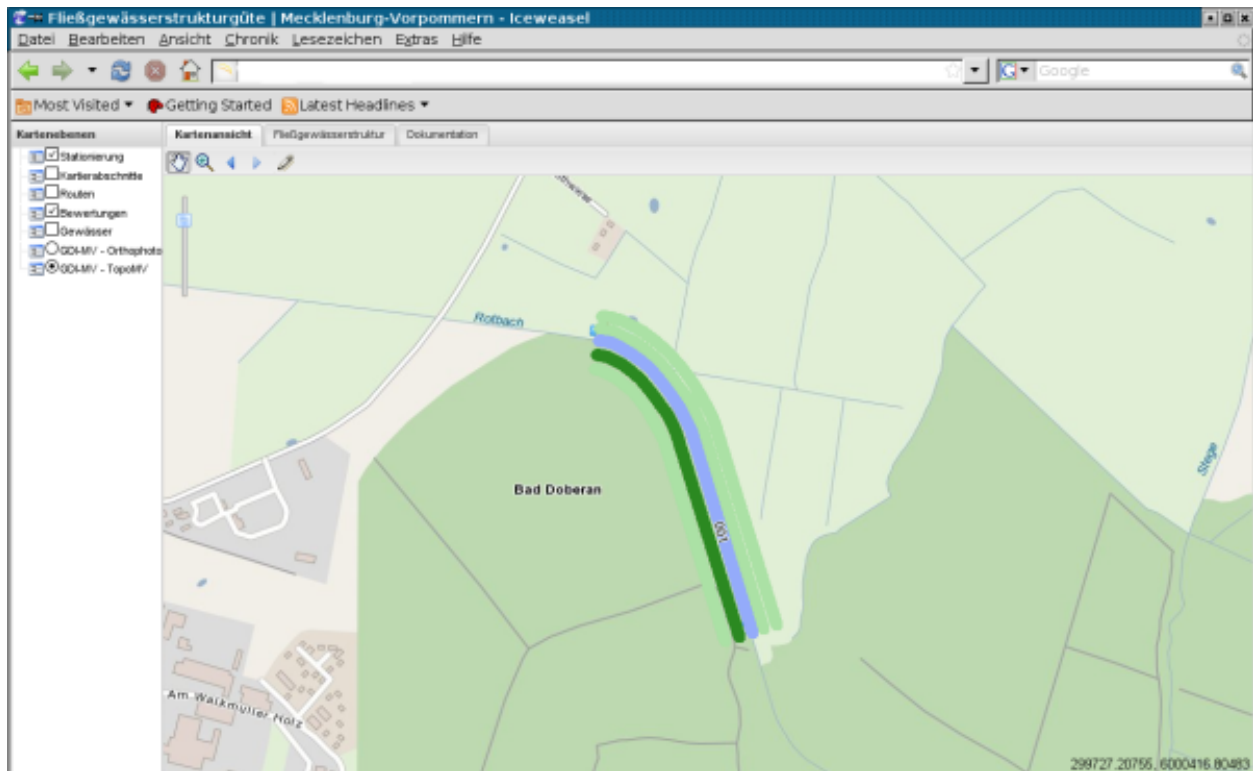 Fließgewässerstrukturgüte | Mecklenburg-Vorpommern - Iceweasel
Datei Bearbeiten Ansicht Chronik Lesezeichen Extras Hilfe
Google
Most Visited Getting Started Latest Headlines
Kartenebenen
Kartenansicht Fließgewässerstruktur Dokumentation
Stationierung
Kartierabschnitte
Routen
Bewertungen
Gewässer
GDI-MV - Orthophoto
GDI-MV - TopoMV
Rotbach
Stege
Bad Doberan
001
Am Walkmüller Holz
299727.20755, 6000416.80483